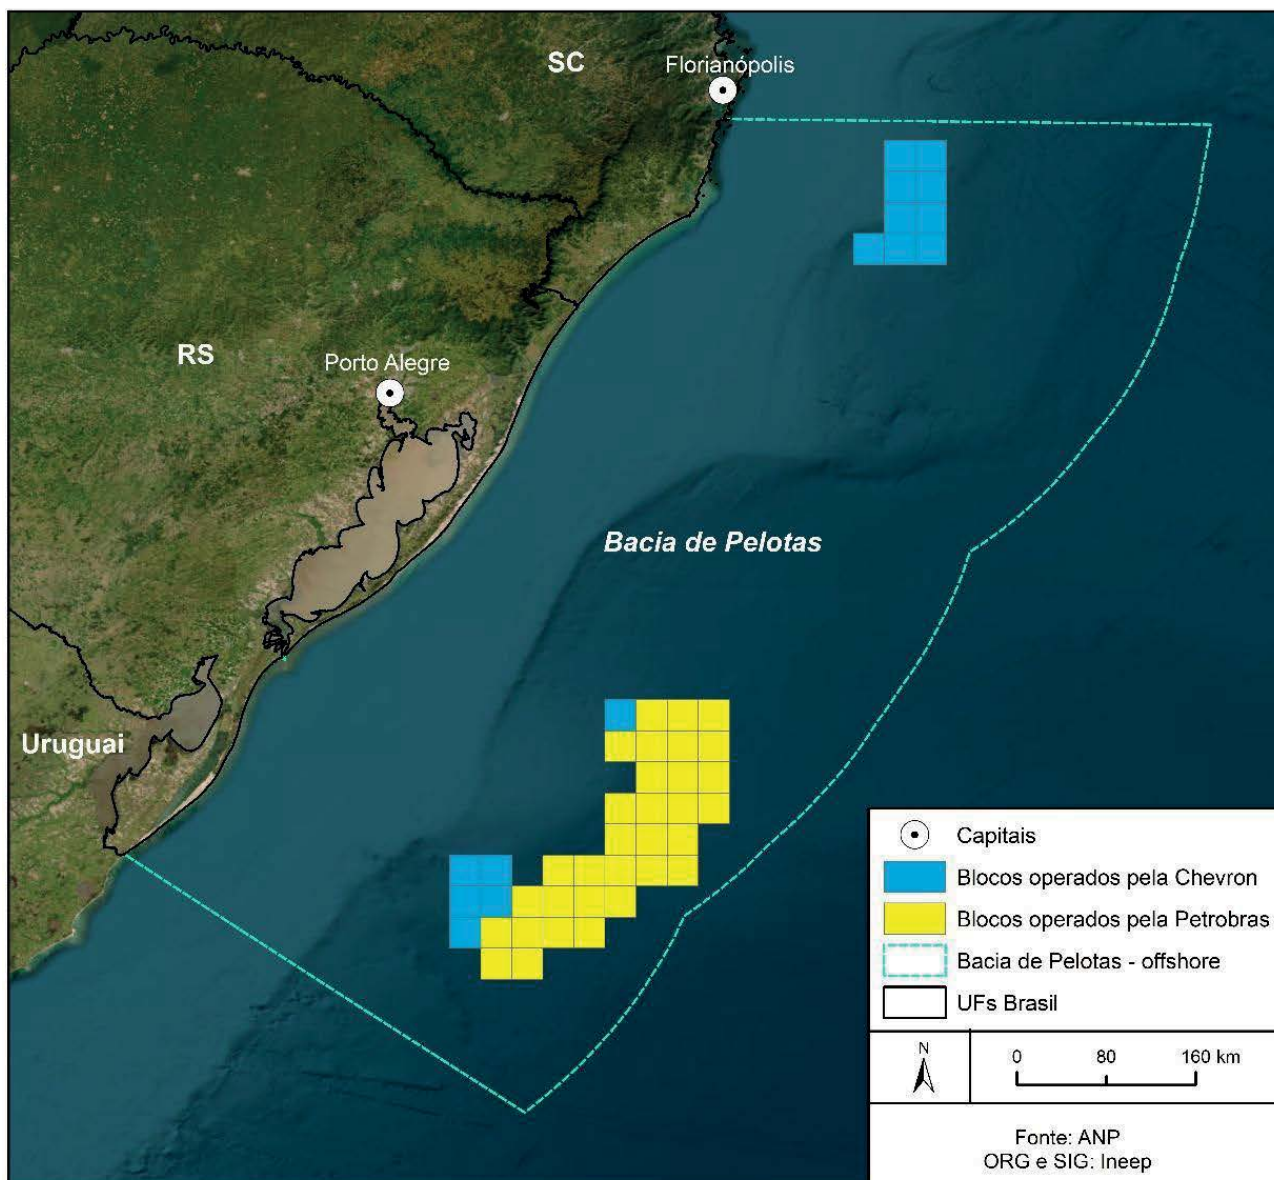 SC
Florianópolis
RS
Porto Alegre
Bacia de Pelotas
Uruguai
Capitais
Blocos operados pela Chevron
Blocos operados pela Petrobras
Bacia de Pelotas - offshore
UFs Brasil
N
0 80 160 km
Fonte: ANP
ORG e SIG: Ineep